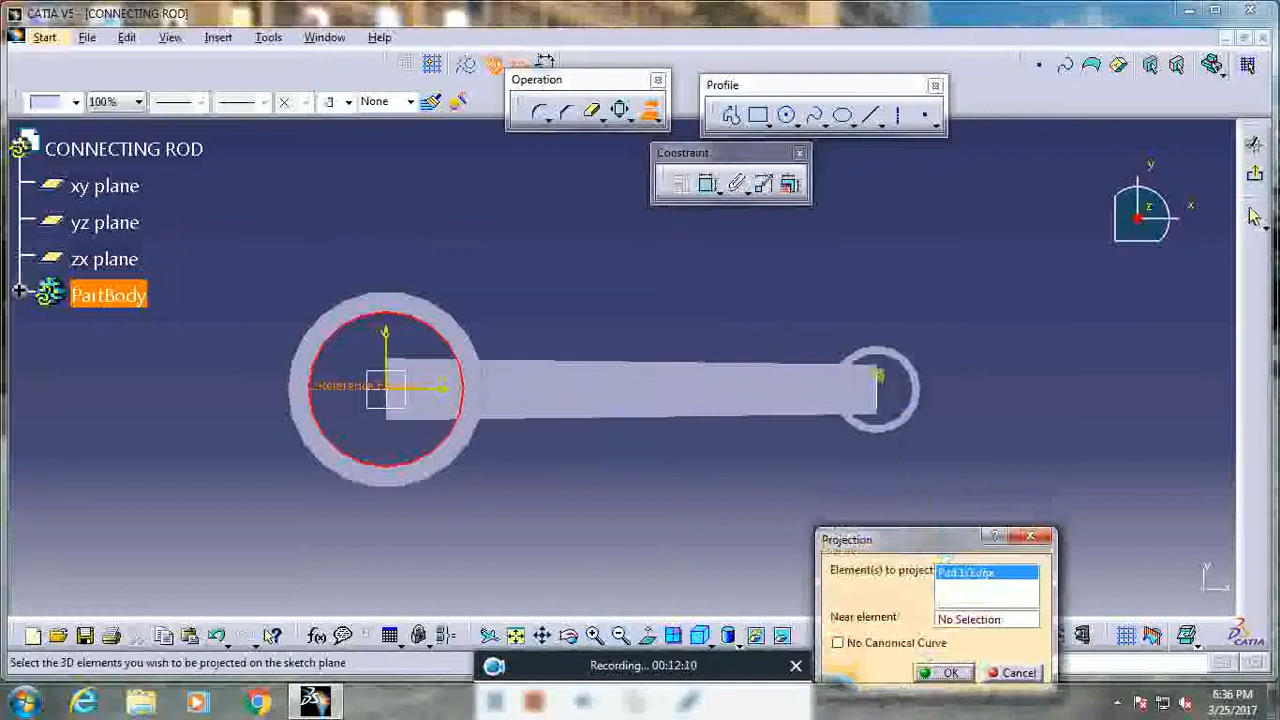 CATIA V5 - [CONNECTING ROD]
Start File Edit View Insert Tools Window Help
Operation
Profile
100%
None
Constraint
CONNECTING ROD
xy plane
yz plane
zx plane
PartBody
y
z
x
Projection
Element(s) to project
Near element
No Selection
No Canonical Curve
OK
Cancel
y
x
f(x)
CATIA
Select the 3D elements you wish to be projected on the sketch plane
Recording... 00:12:10
6:36 PM
3/25/2017